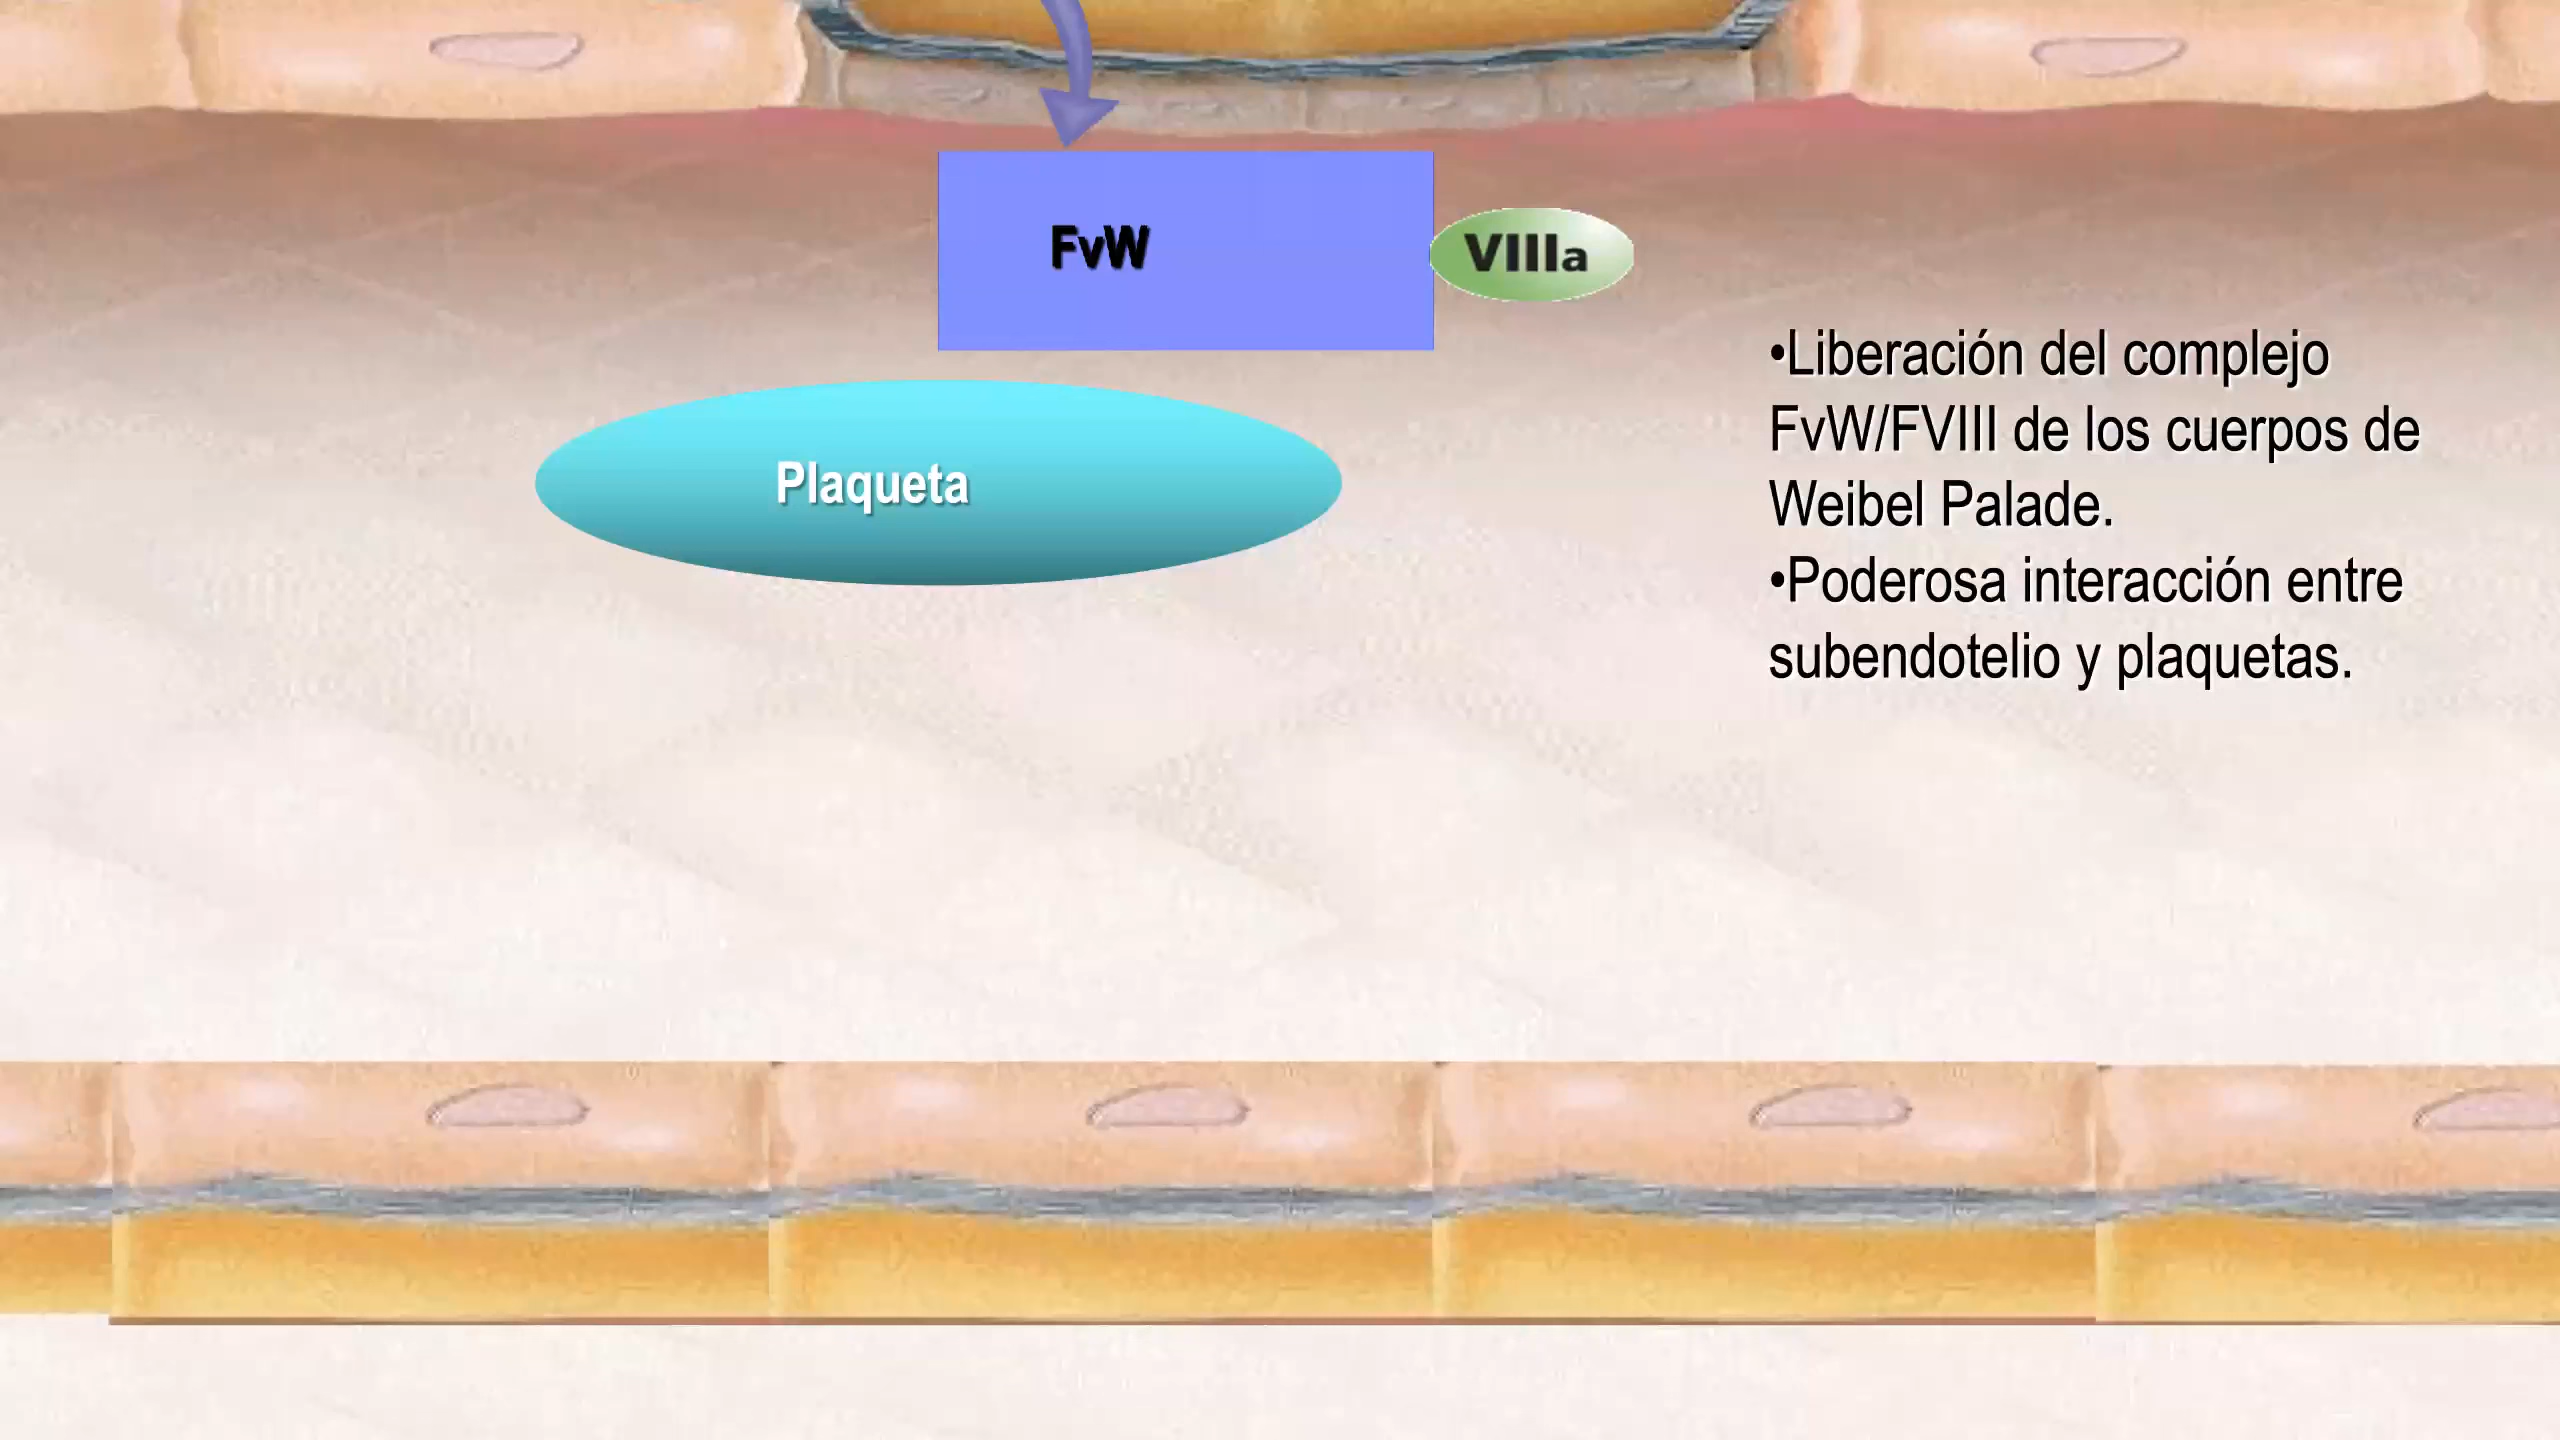 FvW
VIIIa
Plaqueta
•Liberación del complejo
FvW/FVIII de los cuerpos de
Weibel Palade.
•Poderosa interacción entre
subendotelio y plaquetas.